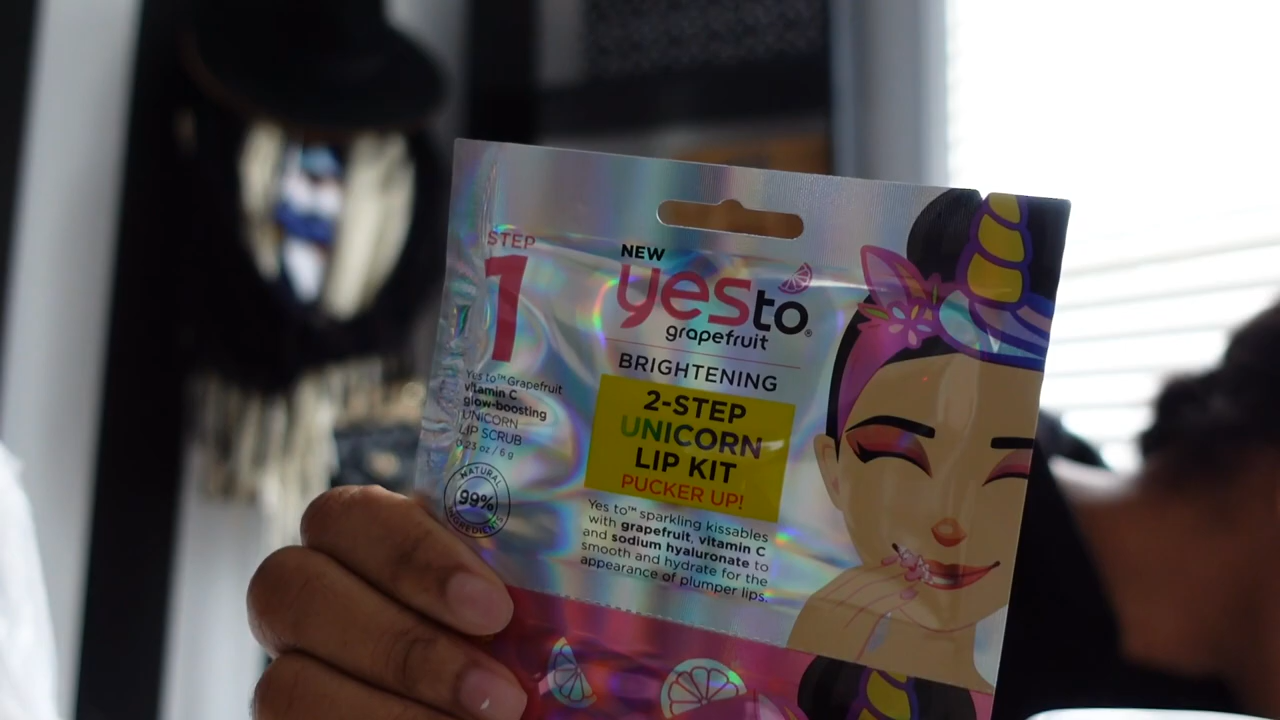 STEP
1
Yes to™ Grapefruit
vitamin C
glow-boosting
UNICORN
LIP SCRUB
0.23 oz / 6 g
NATURAL
99%
INGREDIENTS
NEW
yes to®
grapefruit
BRIGHTENING
2-STEP
UNICORN
LIP KIT
PUCKER UP!
Yes to™ sparkling kissables
with grapefruit, vitamin C
and sodium hyaluronate to
smooth and hydrate for the
appearance of plumper lips.